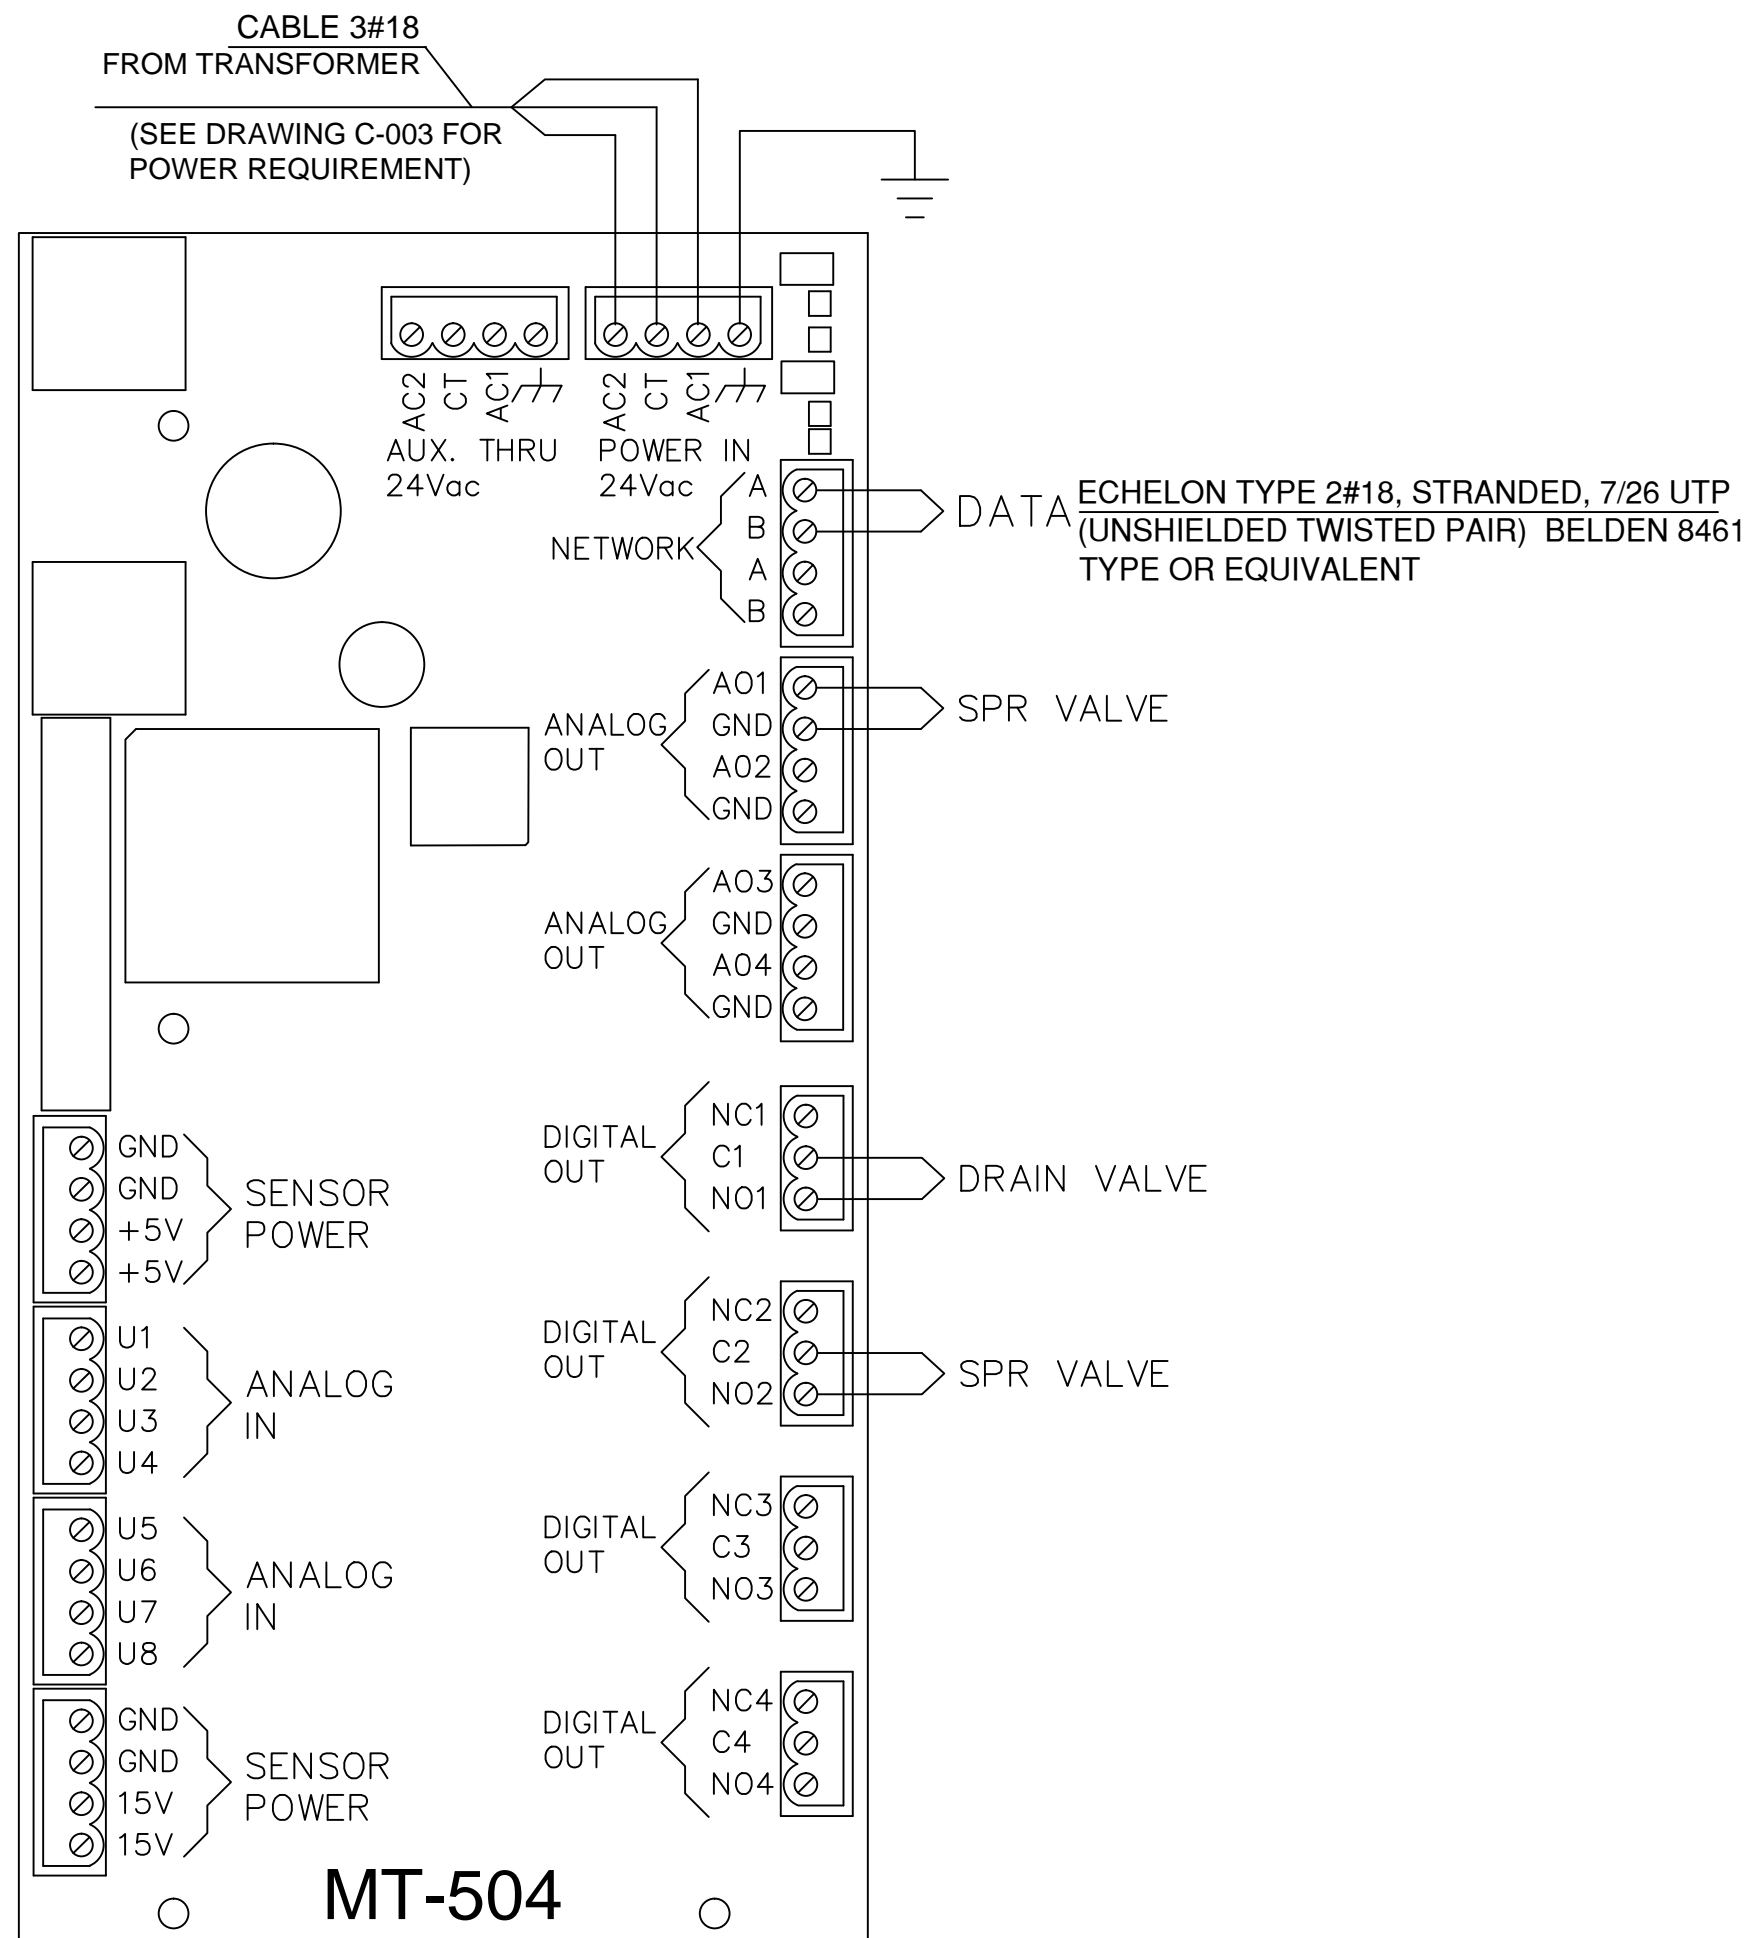 CABLE 3#18
FROM TRANSFORMER
(SEE DRAWING C-003 FOR
POWER REQUIREMENT)
AC2
CT
AC1
AUX. THRU
24Vac
AC2
CT
AC1
POWER IN
24Vac
NETWORK
A
B
A
B
DATA
ECHELON TYPE 2#18, STRANDED, 7/26 UTP
(UNSHIELDED TWISTED PAIR) BELDEN 8461
TYPE OR EQUIVALENT
ANALOG
OUT
AO1
GND
AO2
GND
SPR VALVE
ANALOG
OUT
AO3
GND
AO4
GND
DIGITAL
OUT
NC1
C1
NO1
DRAIN VALVE
GND
GND
+5V
+5V
SENSOR
POWER
DIGITAL
OUT
NC2
C2
NO2
SPR VALVE
U1
U2
U3
U4
ANALOG
IN
DIGITAL
OUT
NC3
C3
NO3
U5
U6
U7
U8
ANALOG
IN
DIGITAL
OUT
NC4
C4
NO4
GND
GND
15V
15V
SENSOR
POWER
MT-504